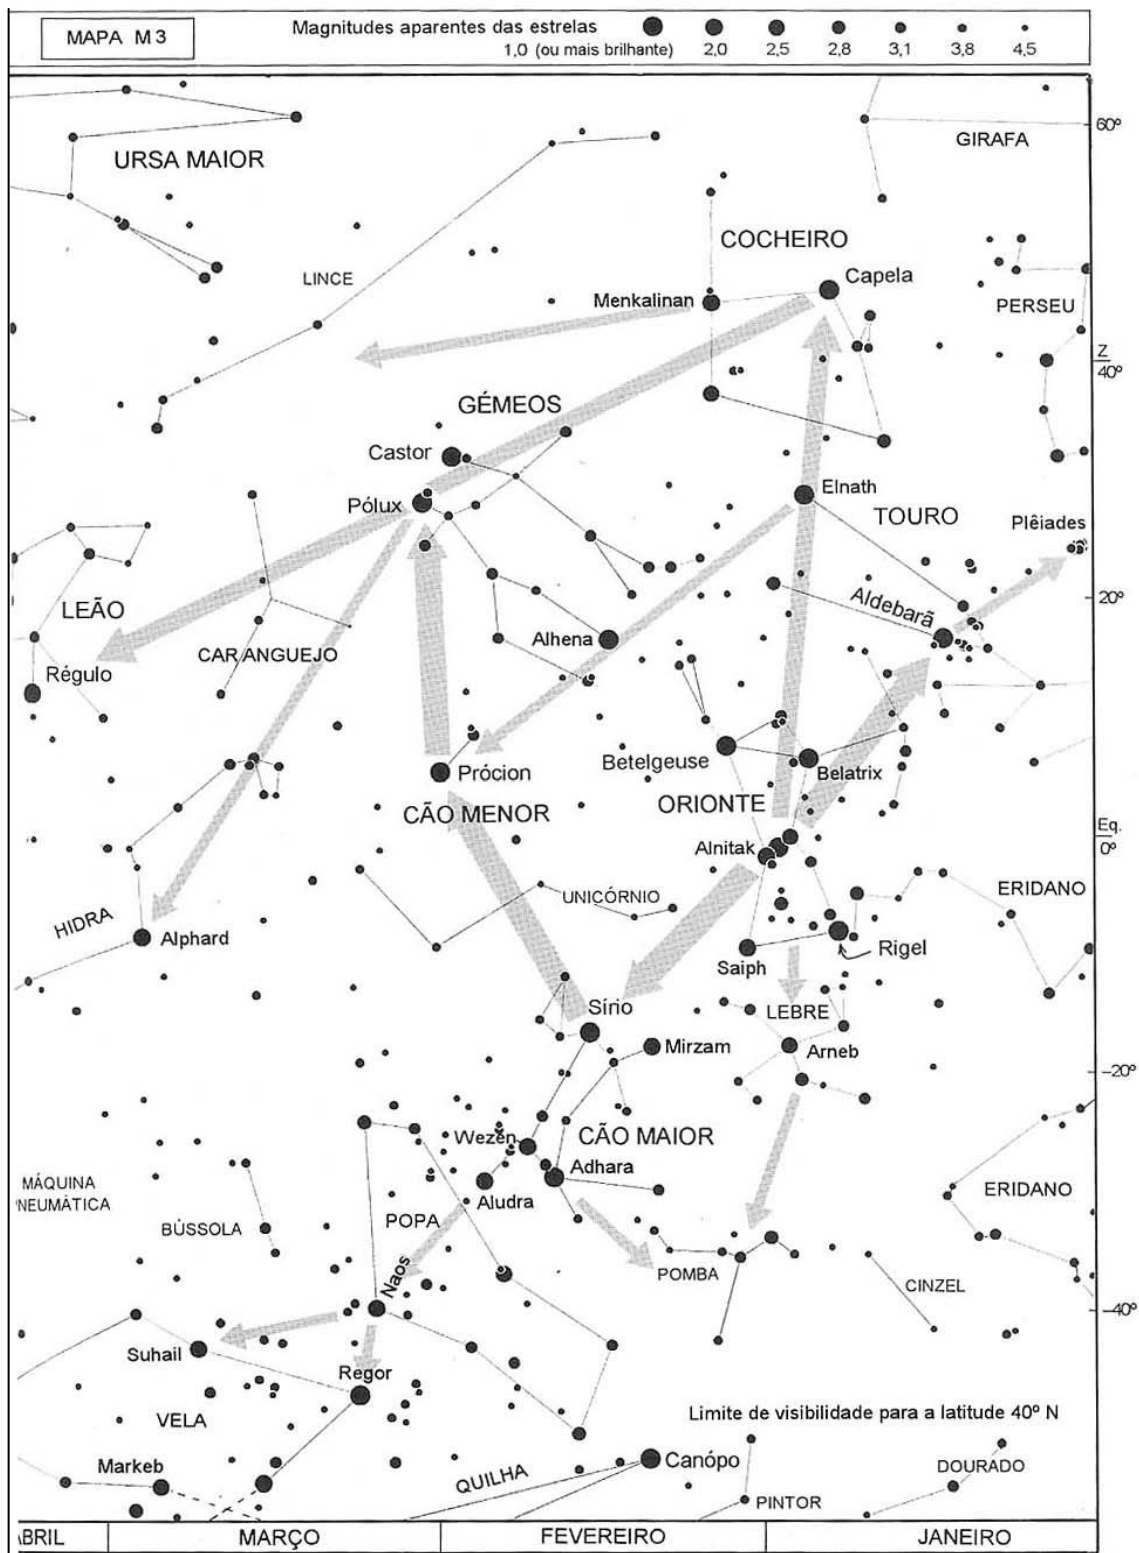 MAPA M 3
Magnitudes aparentes das estrelas
1,0 (ou mais brilhante) 2,0 2,5 2,8 3,1 3,8 4,5
60º
GIRAFA
URSA MAIOR
COCHEIRO
Capela
LINCE
Menkalinan
PERSEU
Z
40º
GÉMEOS
Castor
Pólux
Elnath
TOURO
Plêiades
LEÃO
Aldebarã
20º
Alhena
CARANGUEJO
Régulo
Betelgeuse
Belatrix
Prócion
CÃO MENOR
ORIONTE
Eq.
0º
Alnitak
UNICÓRNIO
ERIDANO
HIDRA
Alphard
Rigel
Saiph
Sírio
LEBRE
Mirzam
Arneb
–20º
Wezen
CÃO MAIOR
Adhara
MÁQUINA
PNEUMÁTICA
Aludra
ERIDANO
BÚSSOLA
POPA
POMBA
Naos
CINZEL
–40º
Suhail
Regor
VELA
Limite de visibilidade para a latitude 40º N
Markeb
Canópo
QUILHA
DOURADO
PINTOR
ABRIL MARÇO FEVEREIRO JANEIRO